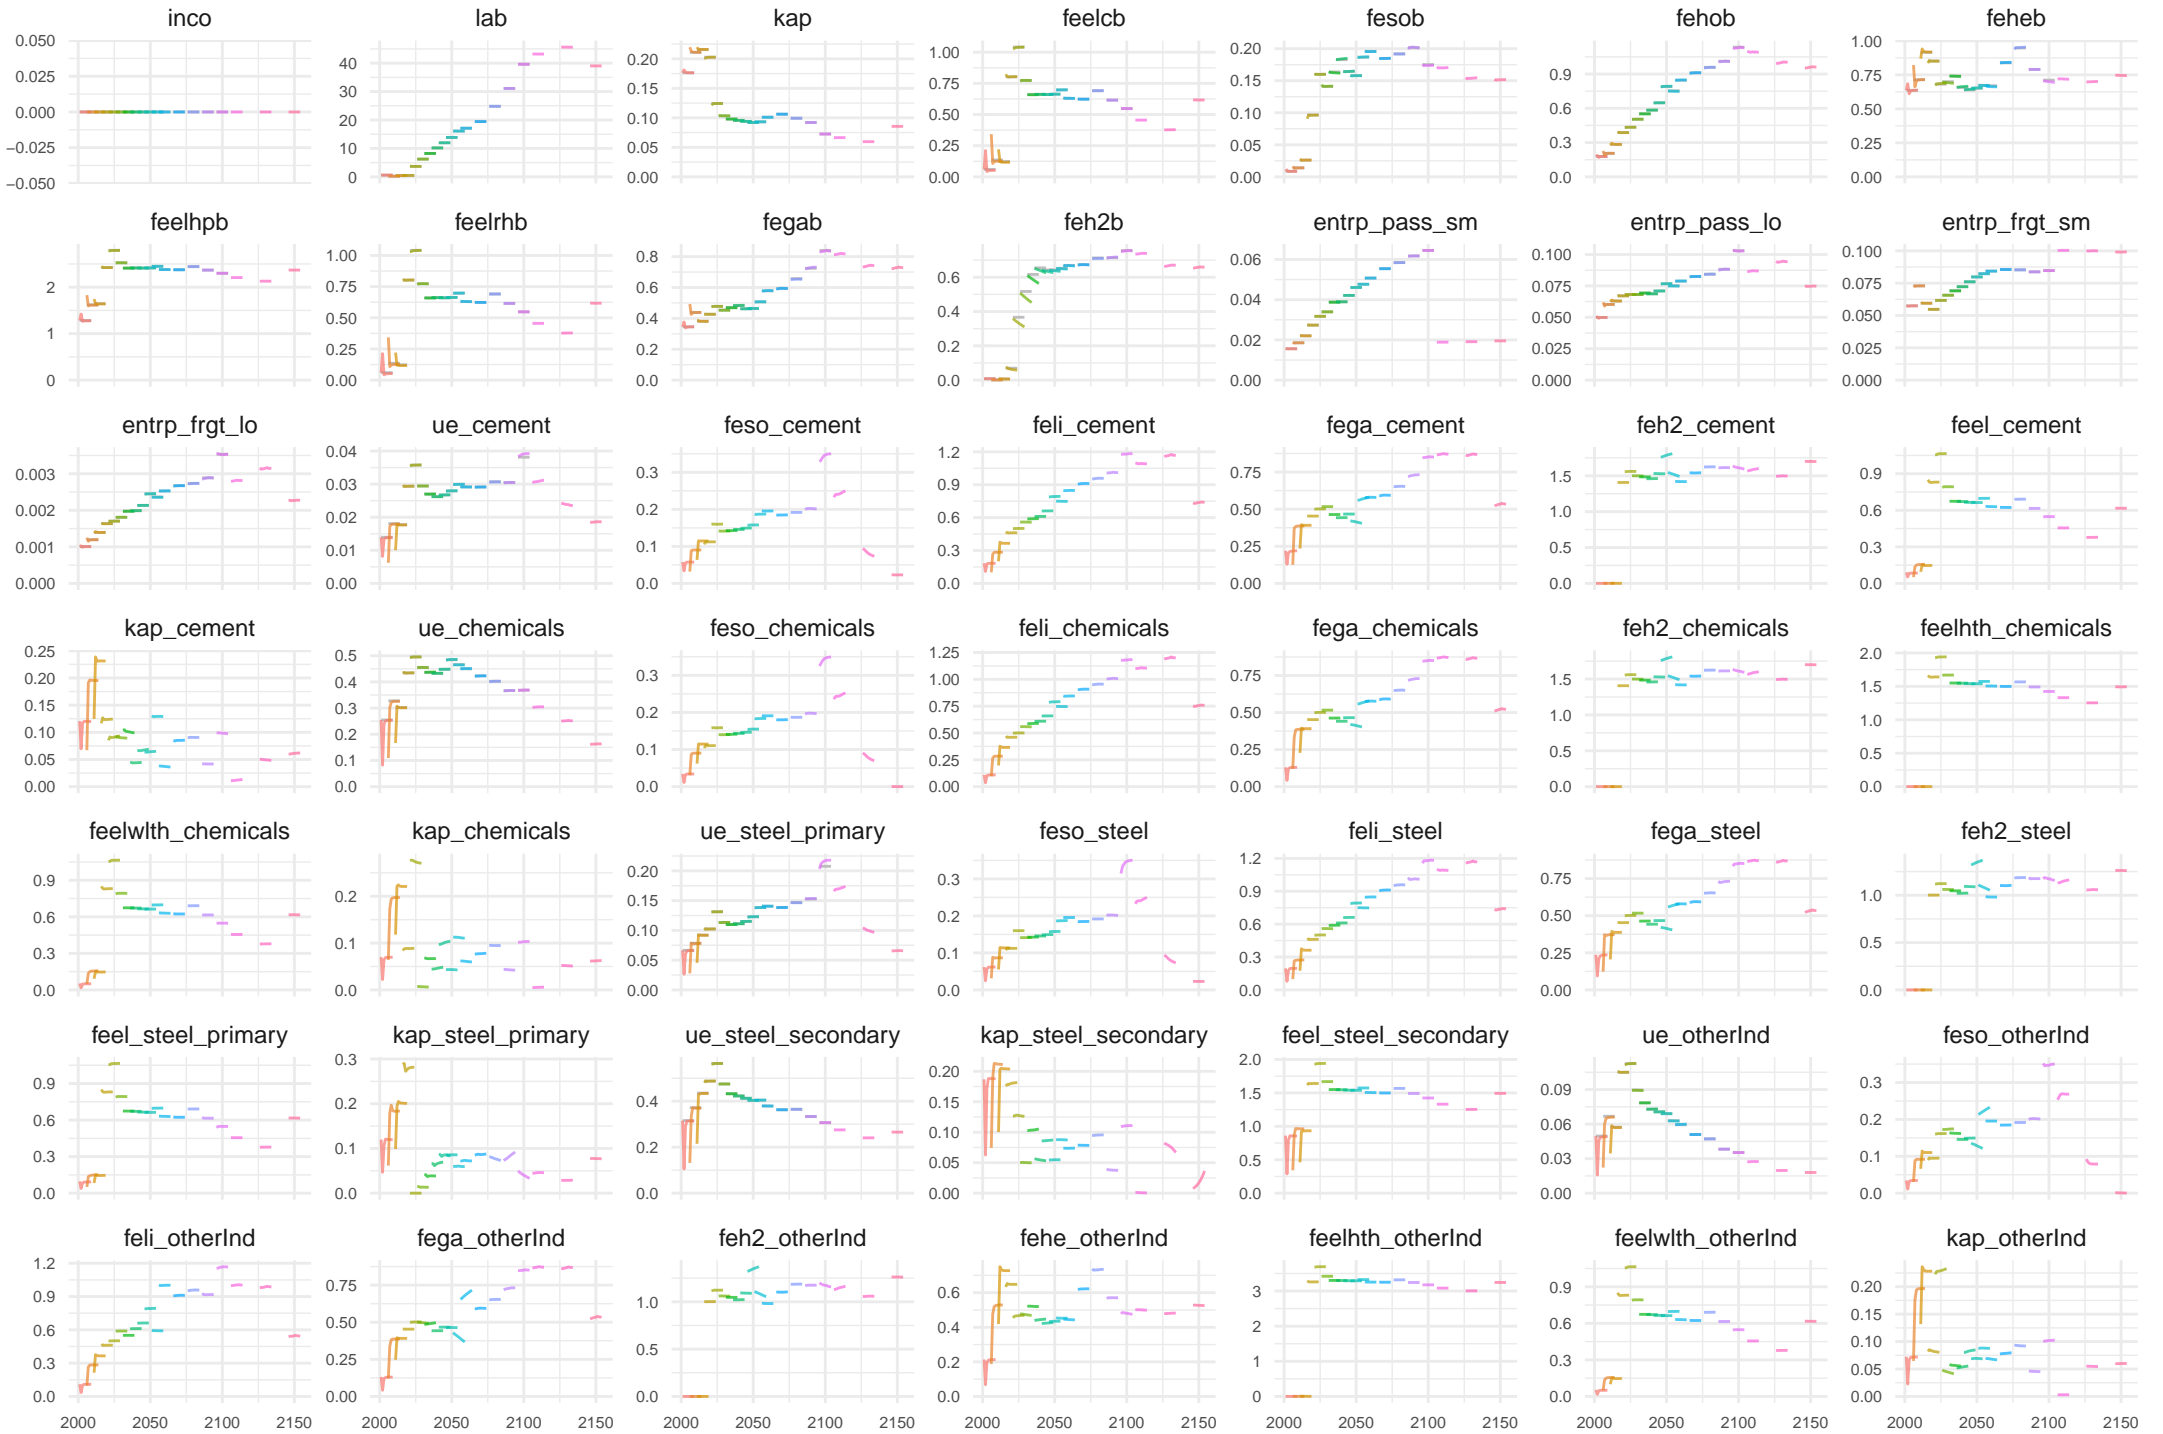 inco lab kap feelcb fesob fehob feheb
0.050 0.025 0.000 −0.025 −0.050
40 30 20 10 0
0.20 0.15 0.10 0.05 0.00
1.00 0.75 0.50 0.25 0.00
0.20 0.15 0.10 0.05 0.00
0.9 0.6 0.3 0.0
1.00 0.75 0.50 0.25 0.00
feelhpb feelrhb fegab feh2b entrp_pass_sm entrp_pass_lo entrp_frgt_sm
2 1 0
1.00 0.75 0.50 0.25 0.00
0.8 0.6 0.4 0.2 0.0
0.6 0.4 0.2 0.0
0.06 0.04 0.02 0.00
0.100 0.075 0.050 0.025 0.000
0.100 0.075 0.050 0.025 0.000
entrp_frgt_lo ue_cement feso_cement feli_cement fega_cement feh2_cement feel_cement
0.003 0.002 0.001 0.000
0.04 0.03 0.02 0.01 0.00
0.3 0.2 0.1 0.0
1.2 0.9 0.6 0.3 0.0
0.75 0.50 0.25 0.00
1.5 1.0 0.5 0.0
0.9 0.6 0.3 0.0
kap_cement ue_chemicals feso_chemicals feli_chemicals fega_chemicals feh2_chemicals feelhth_chemicals
0.25 0.20 0.15 0.10 0.05 0.00
0.5 0.4 0.3 0.2 0.1 0.0
0.3 0.2 0.1 0.0
1.25 1.00 0.75 0.50 0.25 0.00
0.75 0.50 0.25 0.00
1.5 1.0 0.5 0.0
2.0 1.5 1.0 0.5 0.0
feelwlth_chemicals kap_chemicals ue_steel_primary feso_steel feli_steel fega_steel feh2_steel
0.9 0.6 0.3 0.0
0.2 0.1 0.0
0.20 0.15 0.10 0.05 0.00
0.3 0.2 0.1 0.0
1.2 0.9 0.6 0.3 0.0
0.75 0.50 0.25 0.00
1.0 0.5 0.0
feel_steel_primary kap_steel_primary ue_steel_secondary kap_steel_secondary feel_steel_secondary ue_otherInd feso_otherInd
0.9 0.6 0.3 0.0
0.3 0.2 0.1 0.0
0.4 0.2 0.0
0.20 0.15 0.10 0.05 0.00
2.0 1.5 1.0 0.5 0.0
0.09 0.06 0.03 0.00
0.3 0.2 0.1 0.0
feli_otherInd fega_otherInd feh2_otherInd fehe_otherInd feelhth_otherInd feelwlth_otherInd kap_otherInd
1.2 0.9 0.6 0.3 0.0
0.75 0.50 0.25 0.00
1.0 0.5 0.0
0.6 0.4 0.2 0.0
3 2 1 0
0.9 0.6 0.3 0.0
0.20 0.15 0.10 0.05 0.00
2000 2050 2100 2150 2000 2050 2100 2150 2000 2050 2100 2150 2000 2050 2100 2150 2000 2050 2100 2150 2000 2050 2100 2150 2000 2050 2100 2150